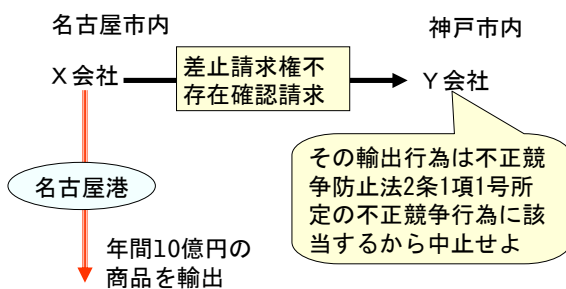 名古屋市内
神戸市内
X会社
差止請求権不
存在確認請求
Y会社
その輸出行為は不正競
争防止法2条1項1号所
定の不正競争行為に該
当するから中止せよ
名古屋港
年間10億円の
商品を輸出